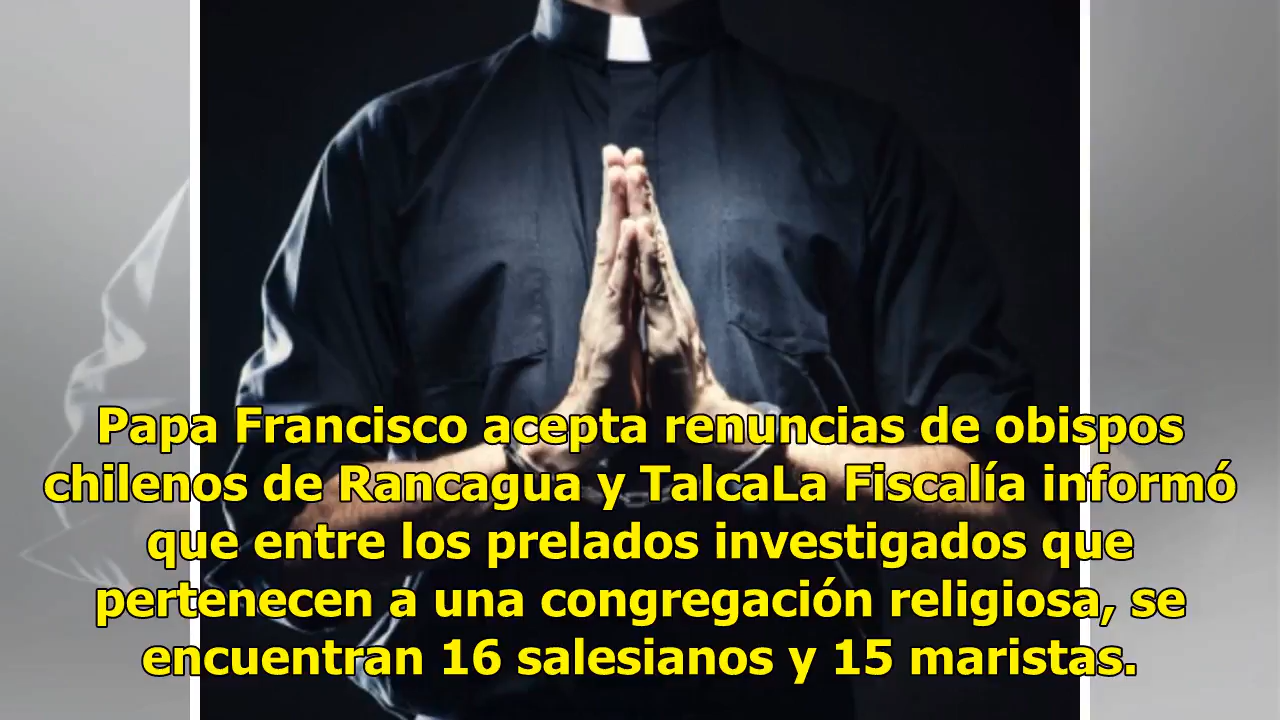 Papa Francisco acepta renuncias de obispos
chilenos de Rancagua y TalcaLa Fiscalía informó
que entre los prelados investigados que
pertenecen a una congregación religiosa, se
encuentran 16 salesianos y 15 maristas.